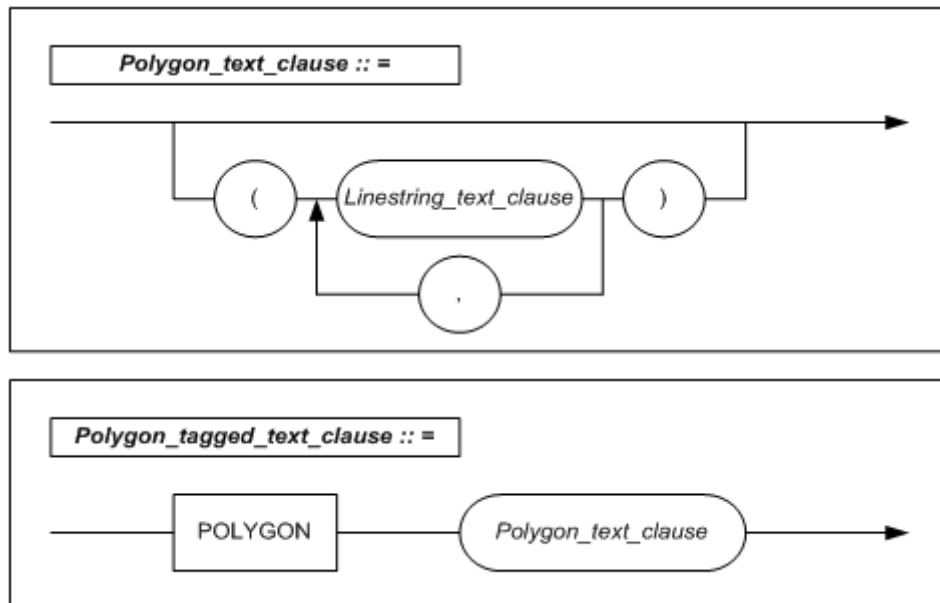 Polygon_text_clause :: =
( Linestring_text_clause )
,
Polygon_tagged_text_clause :: =
POLYGON Polygon_text_clause